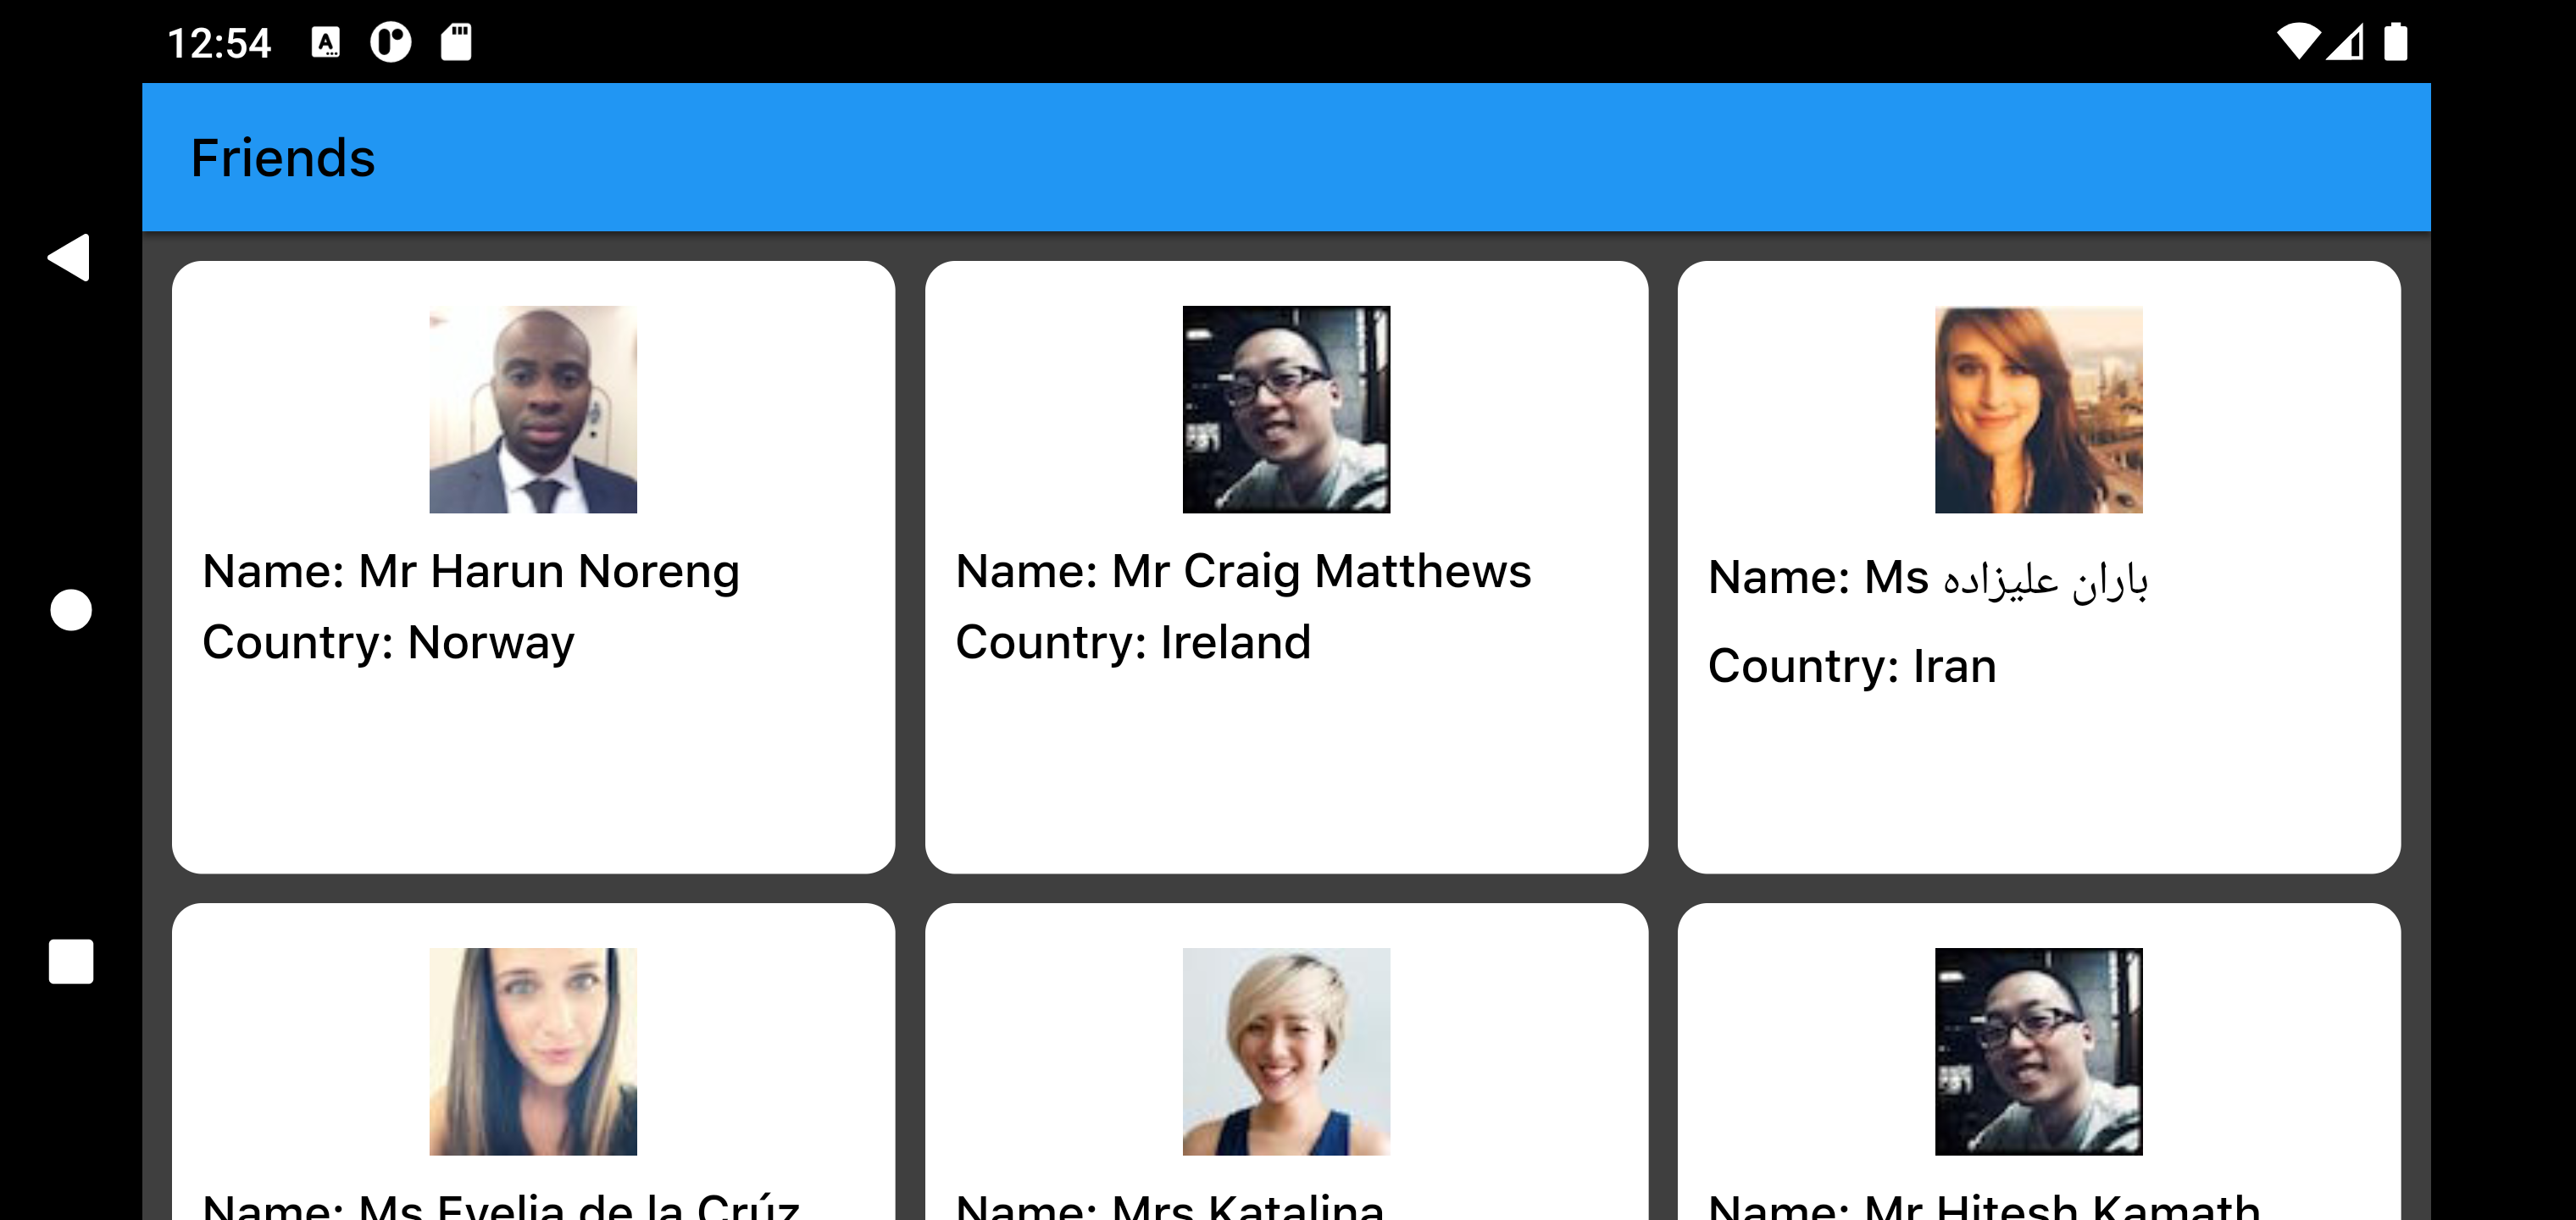 12:54
Friends
Name: Mr Harun Noreng
Country: Norway
Name: Mr Craig Matthews
Country: Ireland
Name: Ms باران علیزاده
Country: Iran
Name: Ms Evelia de la Crúz
Name: Mrs Katalina
Name: Mr Hitesh Kamath